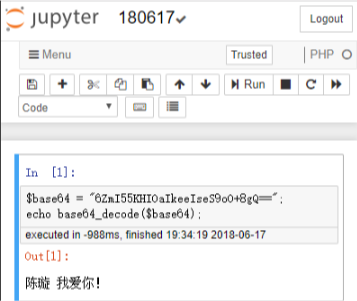 jupyter 180617 Logout
Menu Trusted PHP
Run
Code
In [1]:
$base64 = "6ZmI55KHIOaIkeeIseS9oO+8gQ==";
echo base64_decode($base64);
executed in -988ms, finished 19:34:19 2018-06-17
Out[1]:
陈璇 我爱你！